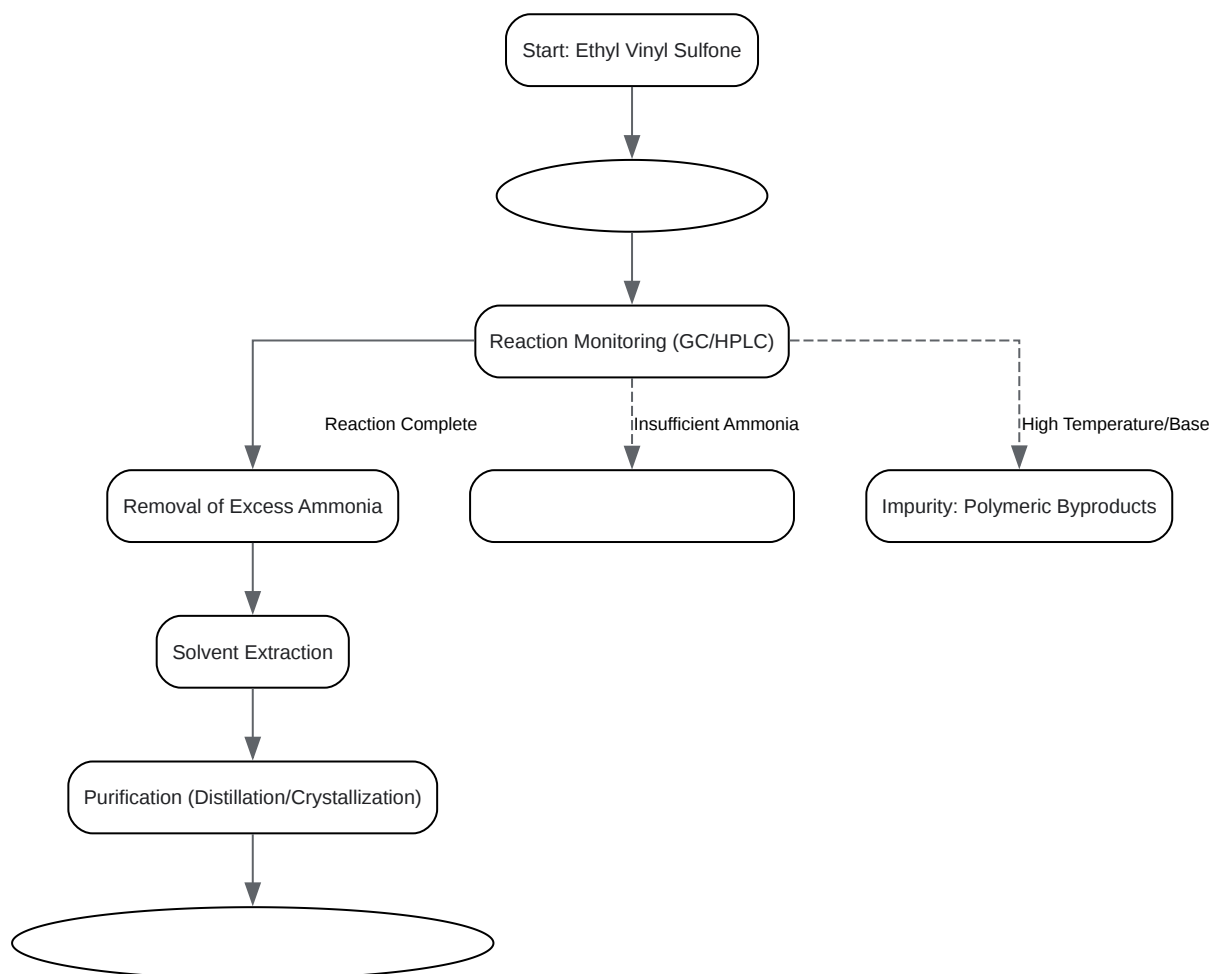 Start: Ethyl Vinyl Sulfone
Reaction Monitoring (GC/HPLC)
Reaction Complete
Insufficient Ammonia
High Temperature/Base
Removal of Excess Ammonia
Impurity: Polymeric Byproducts
Solvent Extraction
Purification (Distillation/Crystallization)